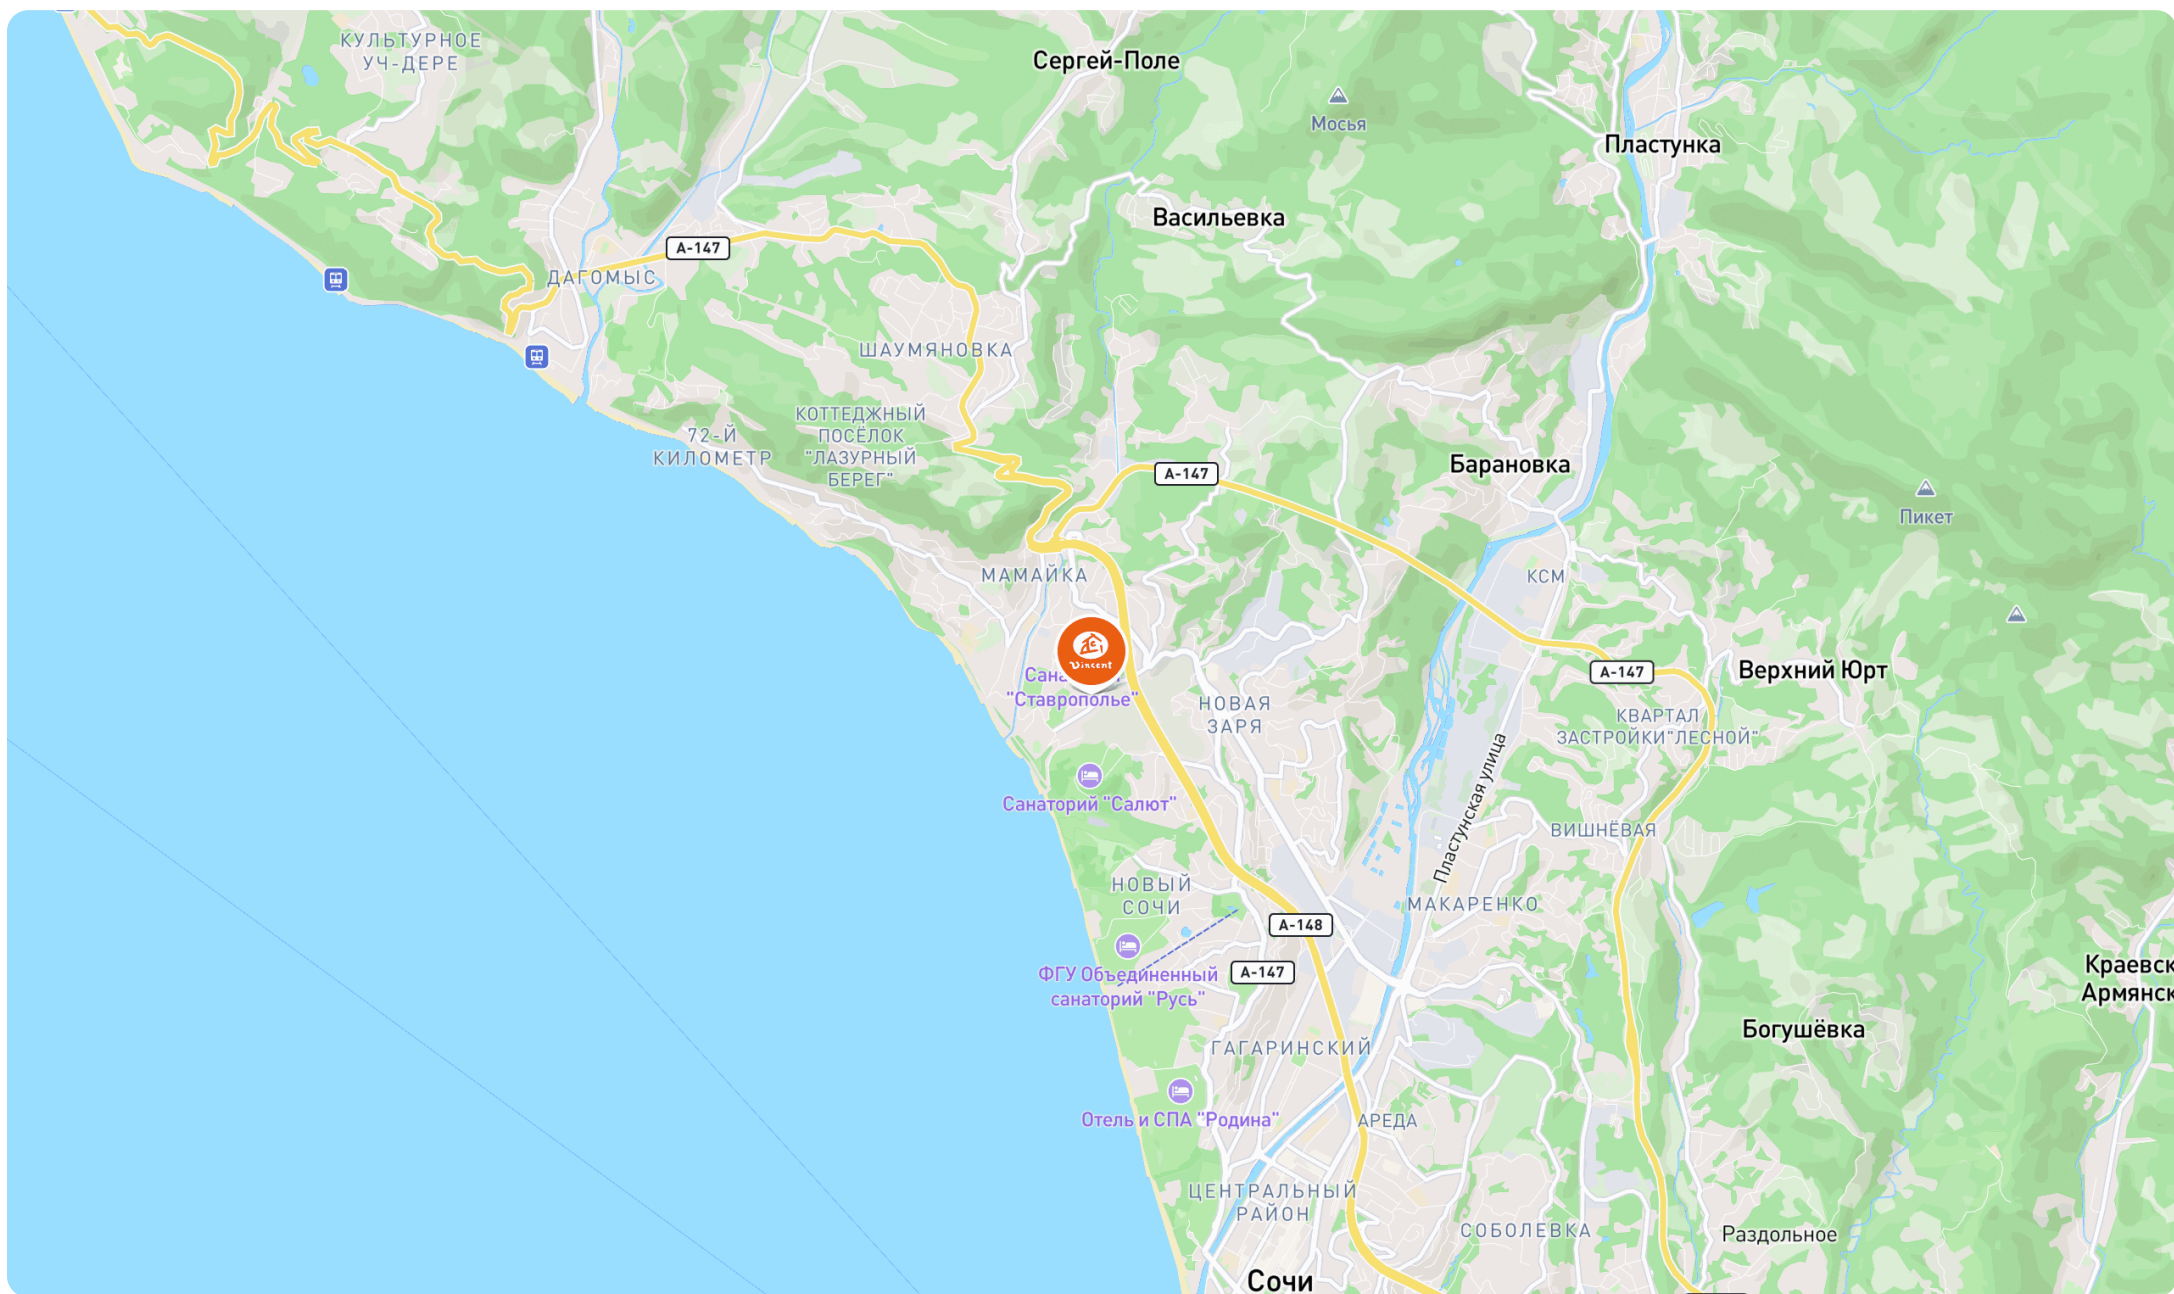 КУЛЬТУРНОЕ
УЧ-ДЕРЕ
Сергей-Поле
Мосья
Пластунка
Васильевка
А-147
ДАГОМЫС
ШАУМЯНОВКА
КОТТЕДЖНЫЙ
ПОСЁЛОК
"ЛАЗУРНЫЙ
БЕРЕГ"
72-Й
КИЛОМЕТР
А-147
Барановка
Пикет
МАМАЙКА
КСМ
Vincent
"Ставрополье"
А-147
Верхний Юрт
НОВАЯ
ЗАРЯ
КВАРТАЛ
ЗАСТРОЙКИ"ЛЕСНОЙ"
Пластунская улица
Санаторий "Салют"
ВИШНЁВАЯ
НОВЫЙ
СОЧИ
МАКАРЕНКО
А-148
А-147
ФГУ Объединенный
санаторий "Русь"
Краевск
Армянск
Богушёвка
ГАГАРИНСКИЙ
Отель и СПА "Родина"
АРЕДА
ЦЕНТРАЛЬНЫЙ
РАЙОН
СОБОЛЕВКА
Раздольное
Сочи